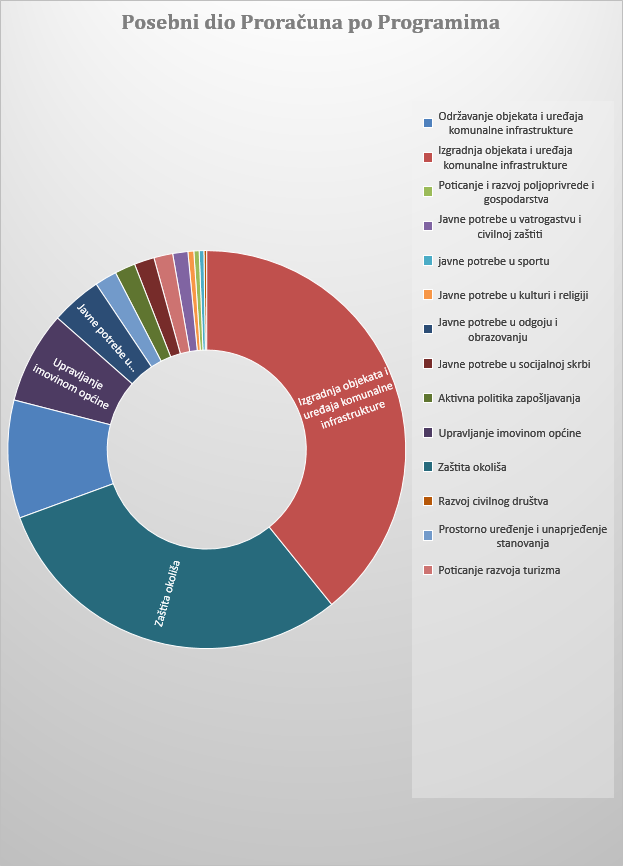 Posebni dio Proračuna po Programima
Održavanje objekata i uređaja
komunalne infrastrukture
Izgradnja objekata i uređaja
komunalne infrastrukture
Poticanje i razvoj poljoprivrede i
gospodarstva
Javne potrebe u vatrogastvu i
civilnoj zaštiti
javne potrebe u sportu
Javne potrebe u kulturi i religiji
Javne potrebe u odgoju i
obrazovanju
Javne potrebe u socijalnoj skrbi
Aktivna politika zapošljavanja
Upravljanje imovinom općine
Zaštita okoliša
Razvoj civilnog društva
Prostorno uređenje i unaprjeđenje
stanovanja
Poticanje razvoja turizma
Javne potrebe u...
Upravljanje
imovinom općine
Izgradnja objekata i
uređaja komunalne
infrastrukture
Zaštita okoliša